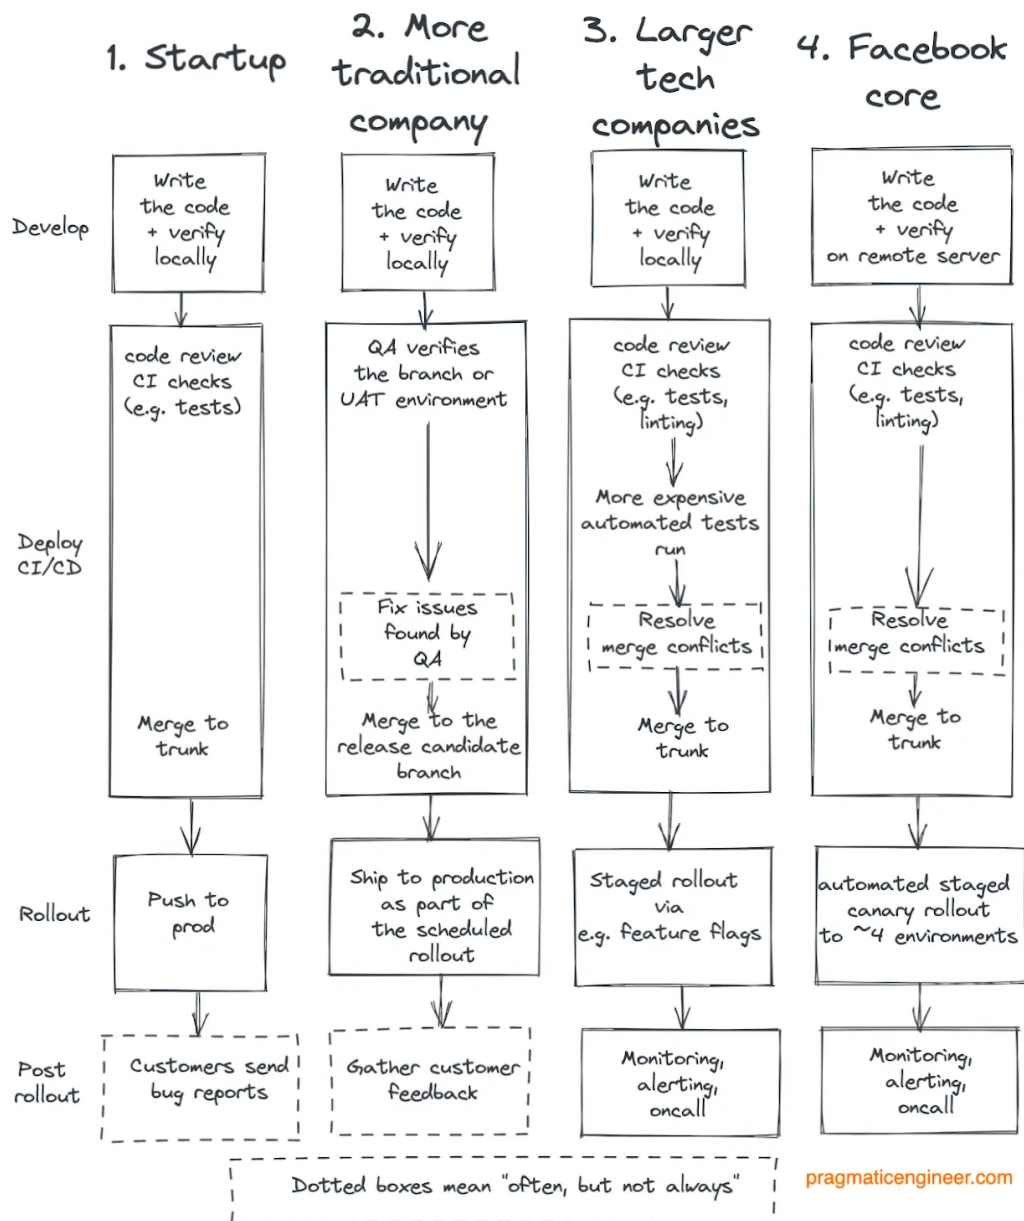 1. Startup
2. More
traditional
company
3. Larger
tech
companies
4. Facebook
core
Develop
Write
the code
+ verify
locally
Write
the code
+ verify
locally
Write
the code
+ verify
locally
Write
the code
+ verify
on remote server
Deploy
CI/CD
code review
CI checks
(e.g. tests)
Merge to
trunk
QA verifies
the branch or
UAT environment
Fix issues
found by
QA
Merge to the
release candidate
branch
code review
CI checks
(e.g. tests,
linting)
More expensive
automated tests
run
Resolve
merge conflicts
Merge to
trunk
code review
CI checks
(e.g. tests,
linting)
Resolve
merge conflicts
Merge to
trunk
Rollout
Push to
prod
Ship to production
as part of
the scheduled
rollout
Staged rollout
via
e.g. feature flags
automated staged
canary rollout
to ~4 environments
Post
rollout
Customers send
bug reports
Gather customer
feedback
Monitoring,
alerting,
oncall
Monitoring,
alerting,
oncall
Dotted boxes mean "often, but not always"
pragmaticengineer.com